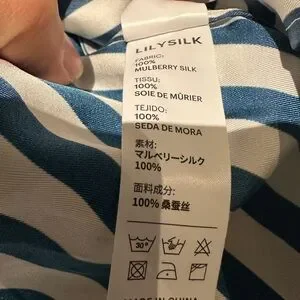 LILYSILK
FABRIC:
100%
MULBERRY SILK
TISSU:
100%
SOIE DE MÛRIER
TEJIDO:
100%
SEDA DE MORA
素材:
マルベリーシルク
100%
面料成分:
100% 桑蚕丝
30°
MADE IN CHINA